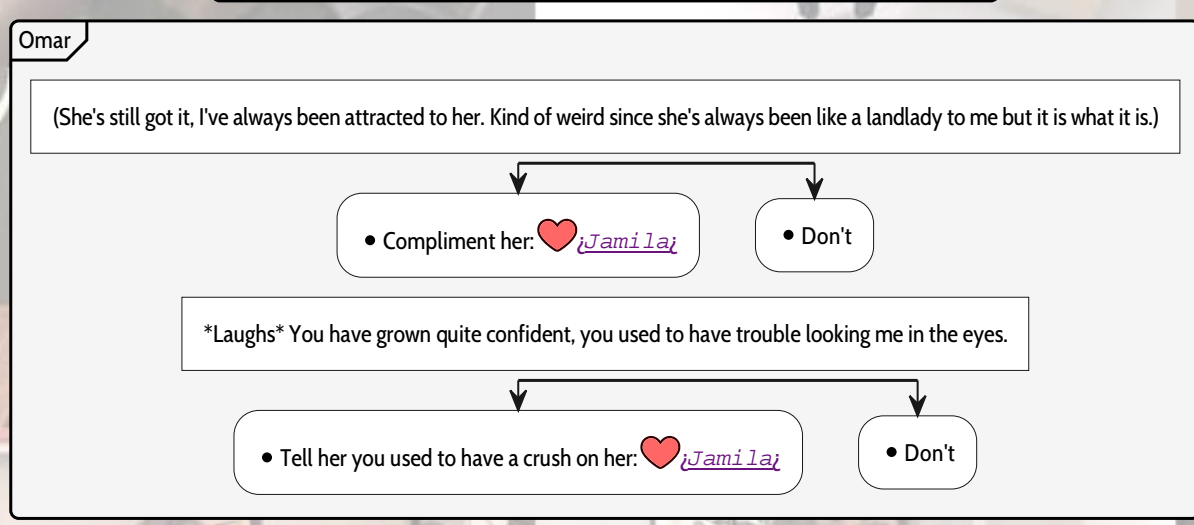 Omar
(She's still got it, I've always been attracted to her. Kind of weird since she's always been like a landlady to me but it is what it is.)
• Compliment her: ¡Jamila¡
• Don't
*Laughs* You have grown quite confident, you used to have trouble looking me in the eyes.
• Tell her you used to have a crush on her: ¡Jamila¡
• Don't